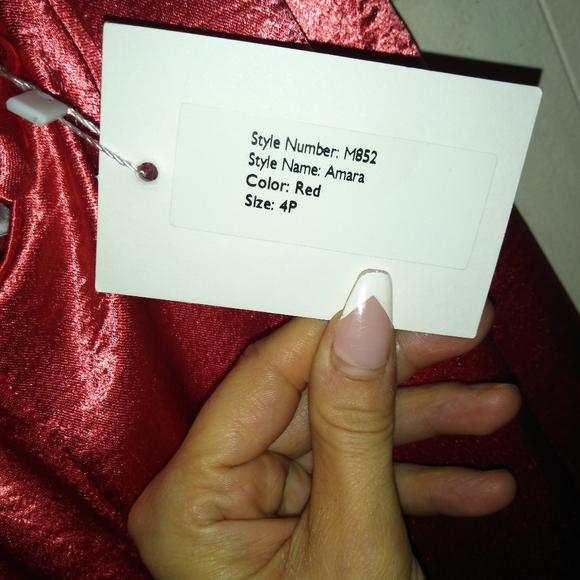 Style Number: M852
Style Name: Amara
Color: Red
Size: 4P